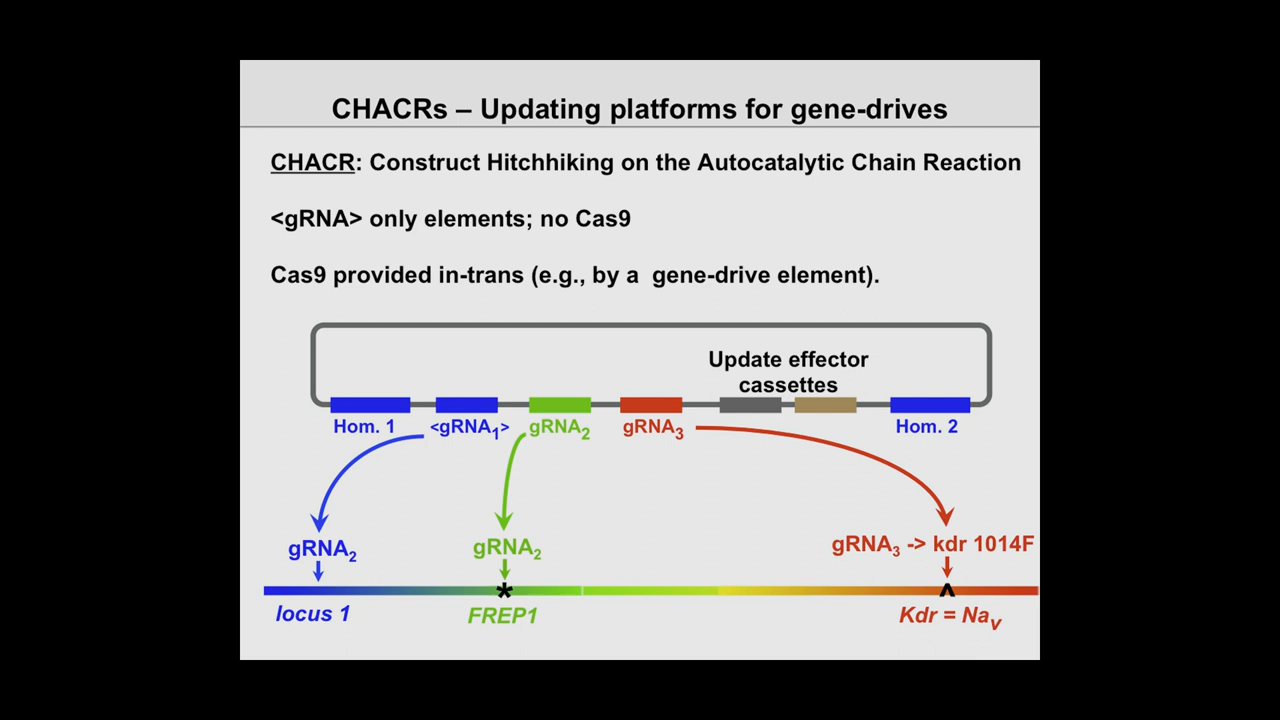 CHACRs – Updating platforms for gene-drives
CHACR: Construct Hitchhiking on the Autocatalytic Chain Reaction
<gRNA> only elements; no Cas9
Cas9 provided in-trans (e.g., by a  gene-drive element).
Update effector
cassettes
Hom. 1 <gRNA1> gRNA2 gRNA3 Hom. 2
gRNA2 gRNA2 gRNA3 -> kdr 1014F
* ^
locus 1 FREP1 Kdr = Nav